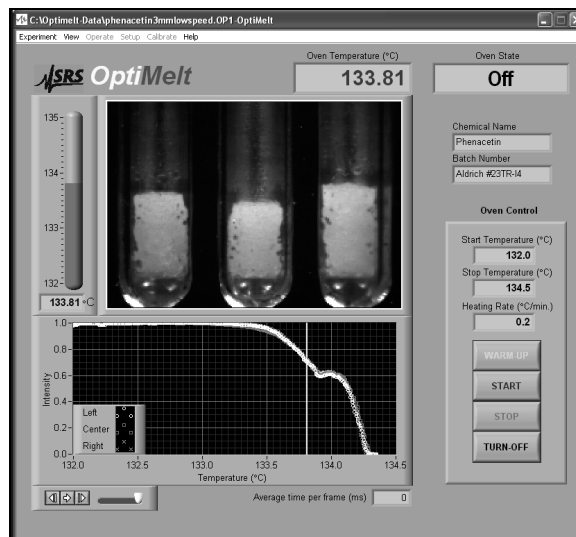 C:\Optimelt-Data\phenacetin3mmlowspeed.OP1-OptiMelt
Experiment View Operate Setup Calibrate Help
SRS OptiMelt
Oven Temperature (°C)
133.81
Oven State
Off
135
134
133
132
133.81 °C
Chemical Name
Phenacetin
Batch Number
Aldrich #23TR-I4
Oven Control
Start Temperature (°C)
132.0
Stop Temperature (°C)
134.5
Heating Rate (°C/min.)
0.2
WARM-UP
START
STOP
TURN-OFF
Intensity
1.0
0.8
0.6
0.4
0.2
0.0
Left
Center
Right
132.0 132.5 133.0 133.5 134.0 134.5
Temperature (°C)
Average time per frame (ms) 0